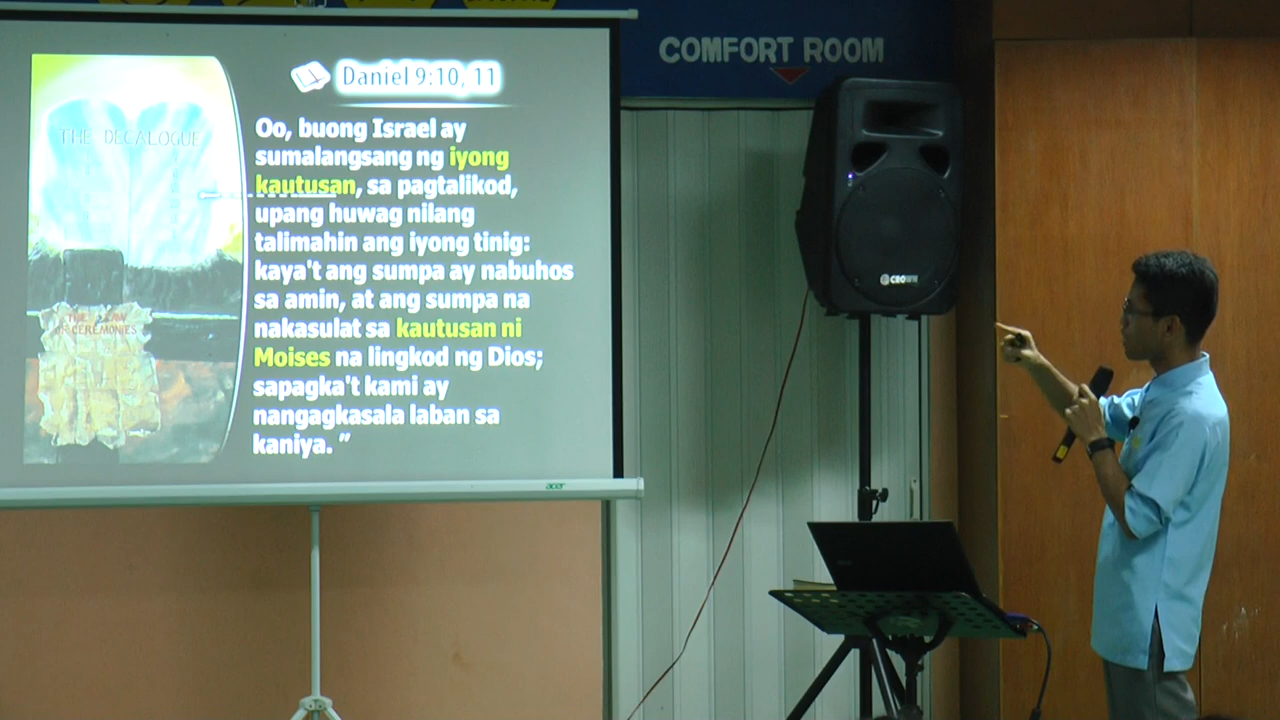 COMFORT ROOM
Daniel 9:10, 11
THE DECALOGUE
Oo, buong Israel ay
sumalangsang ng iyong
kautusan, sa pagtalikod,
upang huwag nilang
talimahin ang iyong tinig:
kaya't ang sumpa ay nabuhos
sa amin, at ang sumpa na
nakasulat sa kautusan ni
Moises na lingkod ng Dios;
sapagka't kami ay
nangagkasala laban sa
kaniya. ”
THE LAW
OF CEREMONIES
acer
CROWN